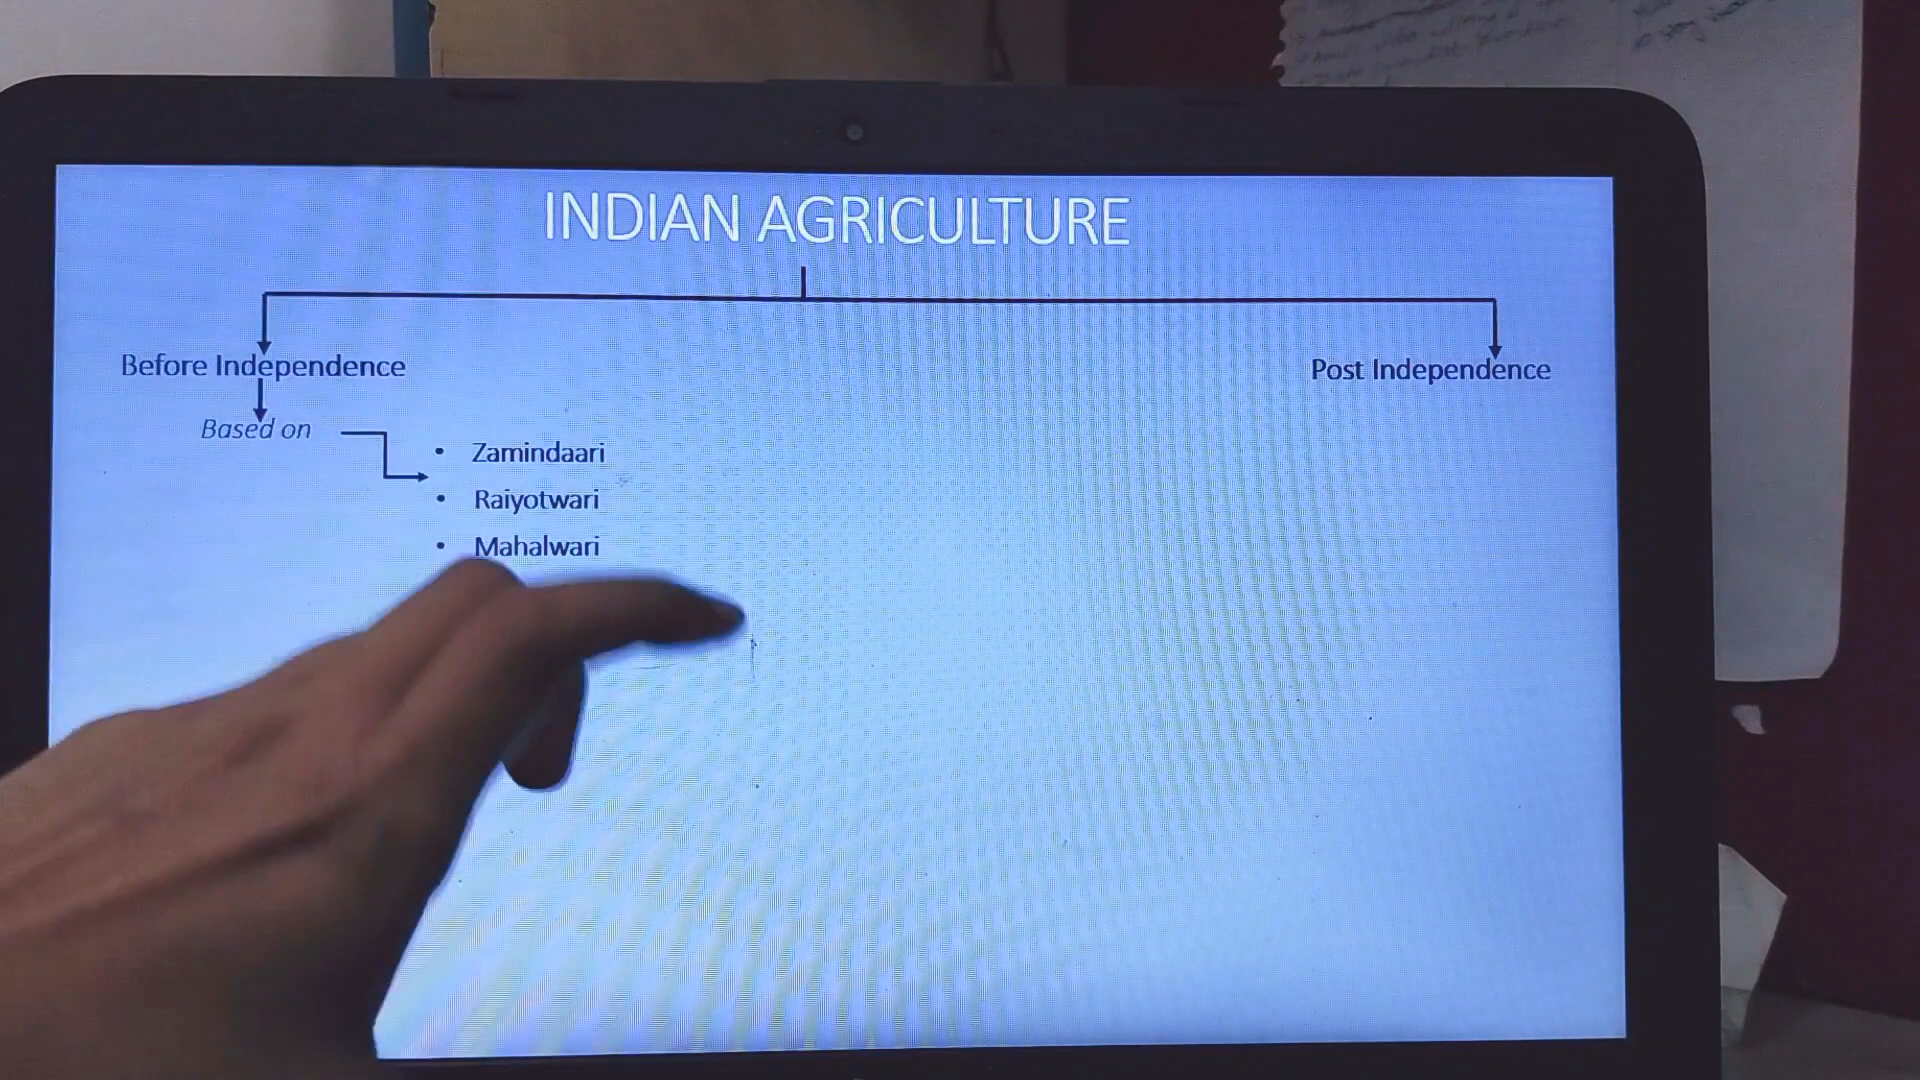 INDIAN AGRICULTURE
Before Independence
Post Independence
Based on
• Zamindaari
• Raiyotwari
• Mahalwari